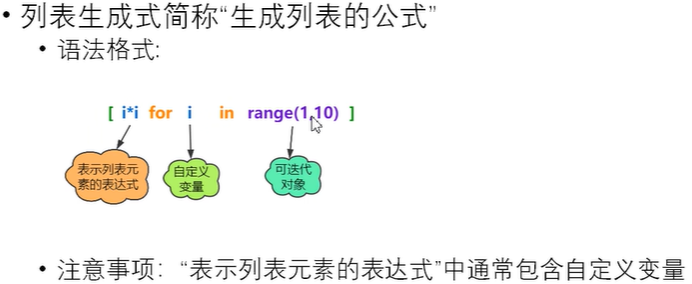 • 列表生成式简称“生成列表的公式”
• 语法格式:
[ i*i for i in range(1,10) ]
表示列表元
素的表达式
自定义
变量
可迭代
对象
• 注意事项：“表示列表元素的表达式”中通常包含自定义变量